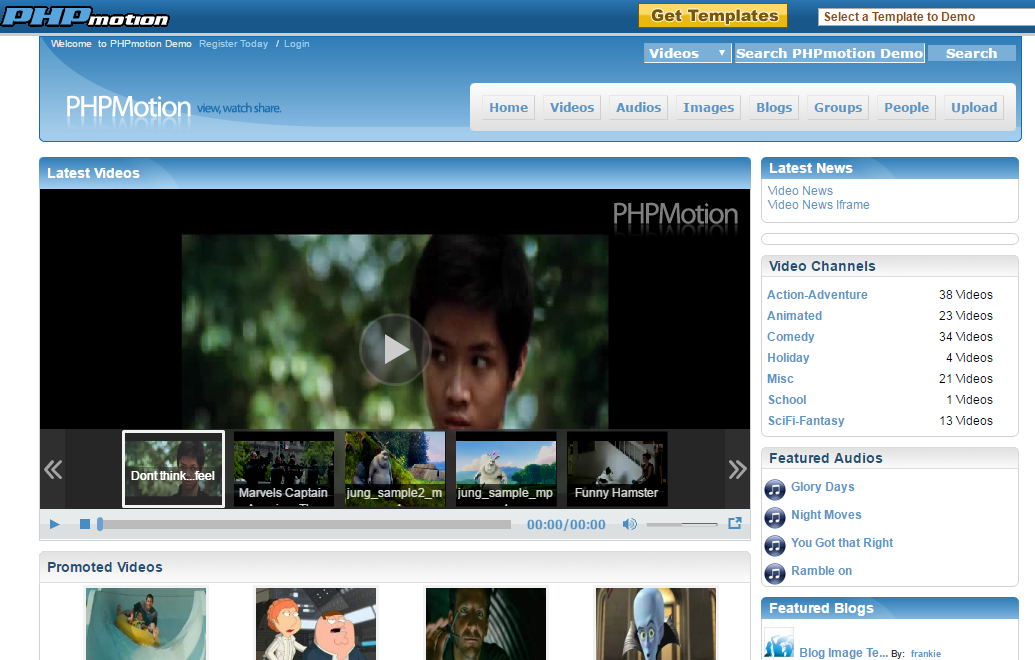 PHPmotion
Get Templates
Select a Template to Demo
Welcome to PHPmotion Demo Register Today / Login
Videos
Search PHPmotion Demo
Search
PHPMotion view, watch share.
Home
Videos
Audios
Images
Blogs
Groups
People
Upload
Latest Videos
PHPMotion
Dont think...feel
Marvels Captain
jung_sample2_m
jung_sample_mp
Funny Hamster
00:00/00:00
Promoted Videos
Latest News
Video News
Video News Iframe
Video Channels
Action-Adventure 38 Videos
Animated 23 Videos
Comedy 34 Videos
Holiday 4 Videos
Misc 21 Videos
School 1 Videos
SciFi-Fantasy 13 Videos
Featured Audios
Glory Days
Night Moves
You Got that Right
Ramble on
Featured Blogs
Blog Image Te... By: frankie